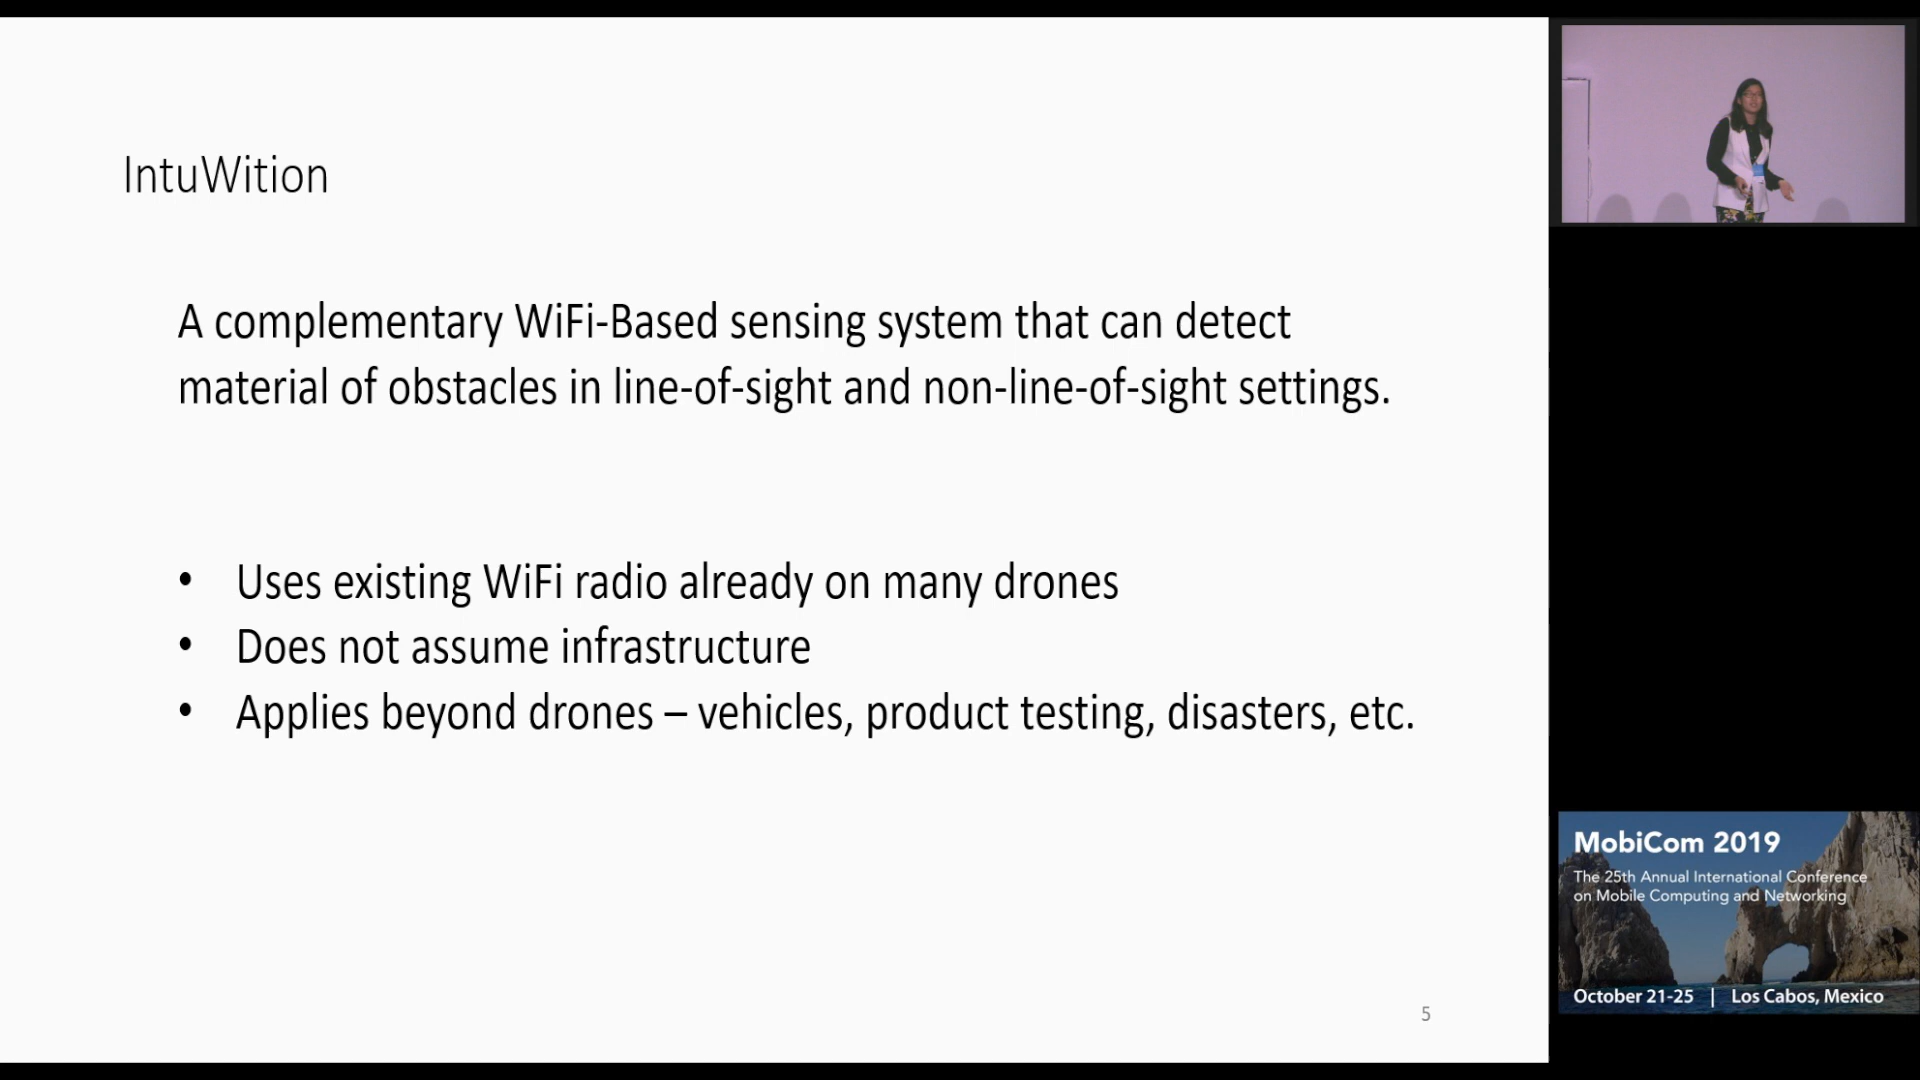 IntuWition
A complementary WiFi-Based sensing system that can detect
material of obstacles in line-of-sight and non-line-of-sight settings.
• Uses existing WiFi radio already on many drones
• Does not assume infrastructure
• Applies beyond drones – vehicles, product testing, disasters, etc.
5
MobiCom 2019
The 25th Annual International Conference
on Mobile Computing and Networking
October 21-25 | Los Cabos, Mexico